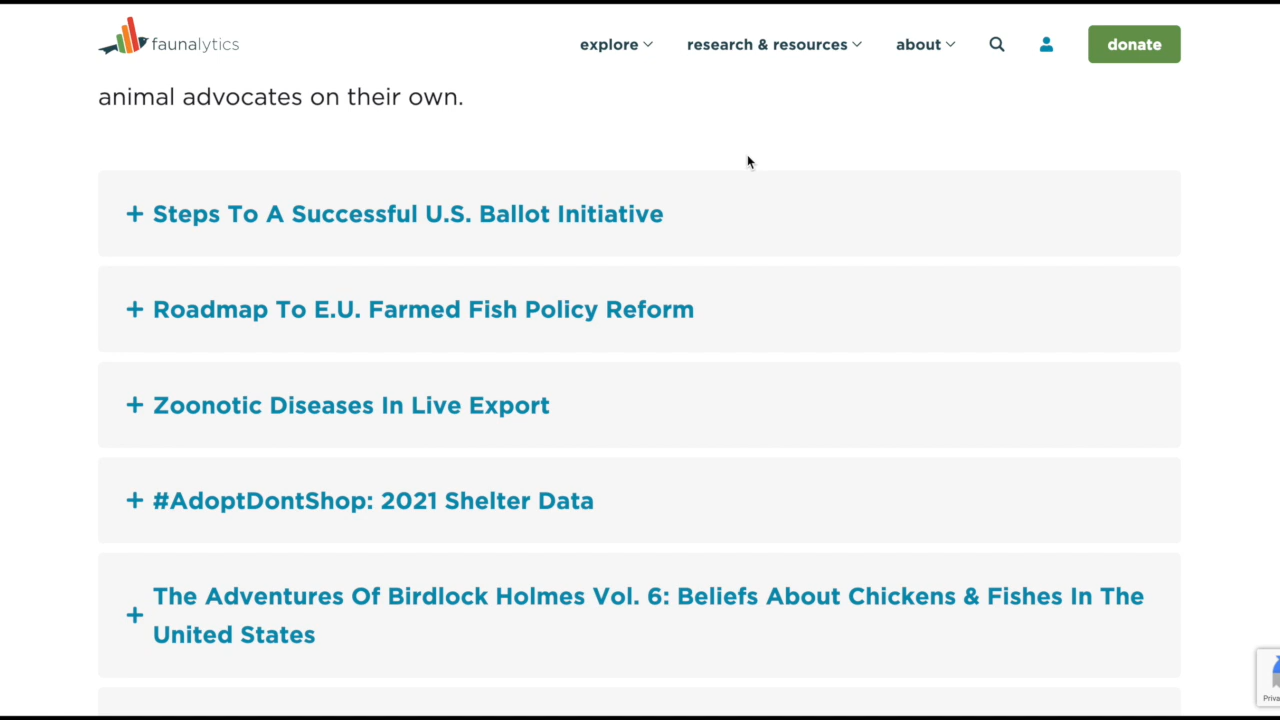 faunalytics
explore
research & resources
about
donate
animal advocates on their own.
+ Steps To A Successful U.S. Ballot Initiative
+ Roadmap To E.U. Farmed Fish Policy Reform
+ Zoonotic Diseases In Live Export
+ #AdoptDontShop: 2021 Shelter Data
+ The Adventures Of Birdlock Holmes Vol. 6: Beliefs About Chickens & Fishes In The
United States